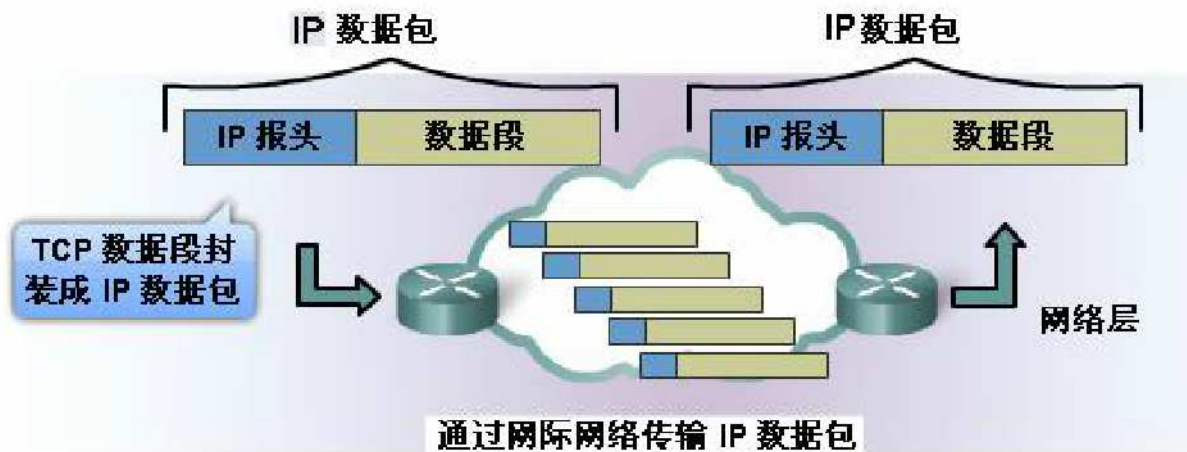 IP 数据包
IP数据包
IP 报头
数据段
IP 报头
数据段
TCP 数据段封
装成 IP 数据包
网络层
通过网际网络传输 IP 数据包